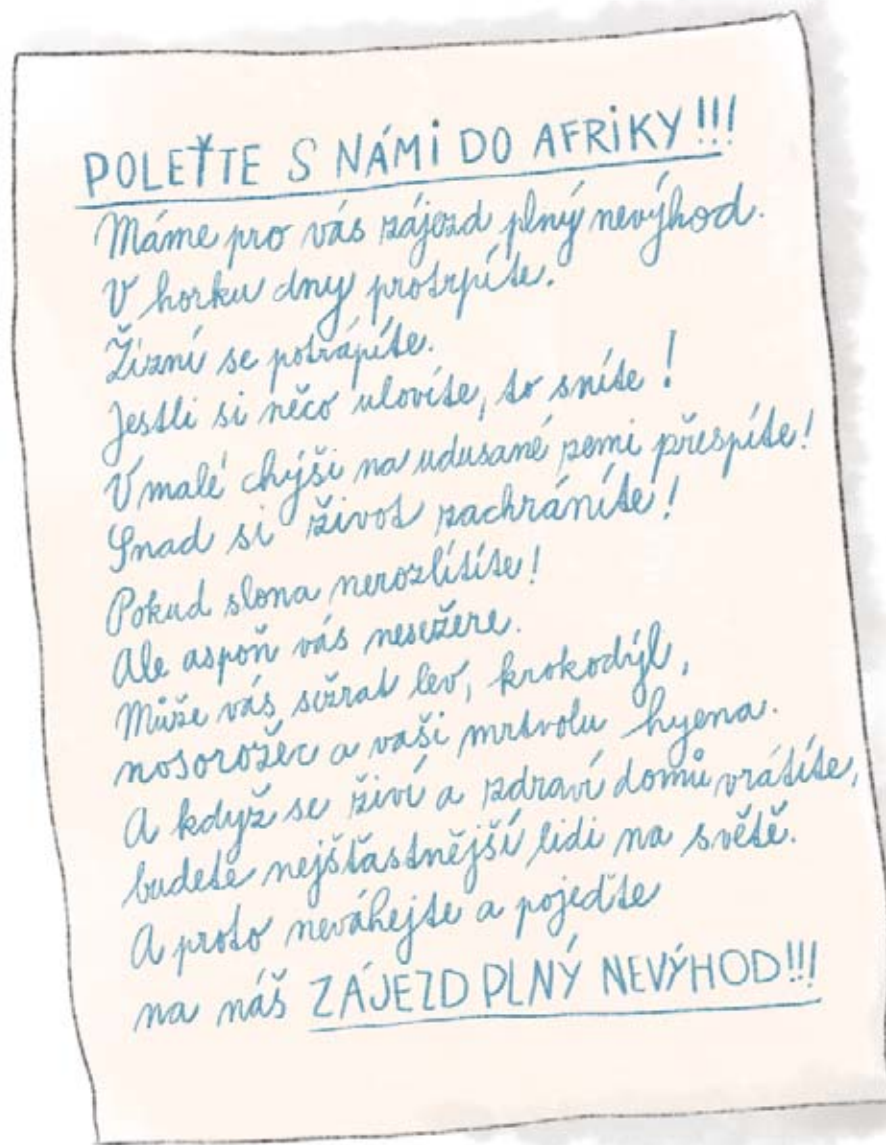 POLEŤTE S NÁMI DO AFRIKY!!!
Máme pro vás zájezd plný nevýhod.
V horku dny protrpíte.
Žízní se potrápíte.
Jestli si něco ulovíte, to sníte!
V malé chýši na udusané zemi přespíte!
Snad si život zachráníte!
Pokud slona nerozlítíte!
Ale aspoň vás nesežere.
Může vás sežrat lev, krokodýl,
nosorožec a vaši mrtvolu hyena.
A když se živí a zdraví domů vrátíte,
budete nejšťastnější lidi na světě.
A proto neváhejte a pojeďte
na náš ZÁJEZD PLNÝ NEVÝHOD!!!